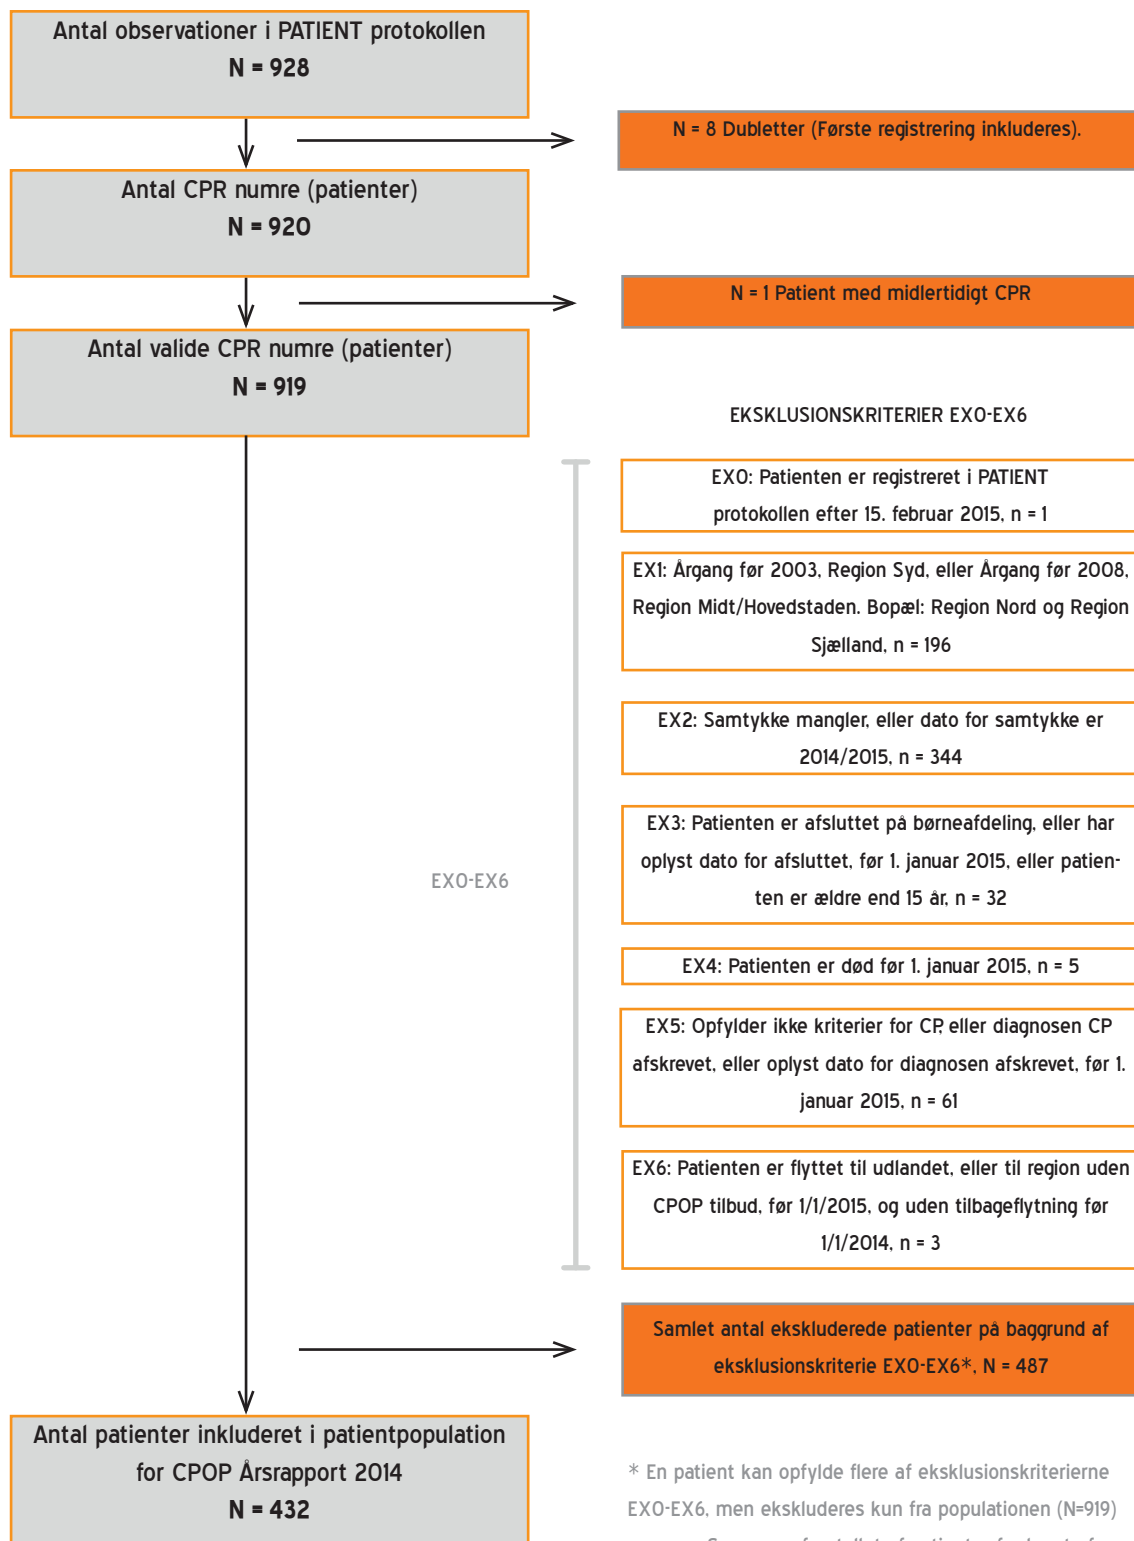 Antal observationer i PATIENT protokollen
N = 928
N = 8 Dubletter (Første registrering inkluderes).
Antal CPR numre (patienter)
N = 920
N = 1 Patient med midlertidigt CPR
Antal valide CPR numre (patienter)
N = 919
EKSKLUSIONSKRITERIER EX0-EX6
EX0: Patienten er registreret i PATIENT
protokollen efter 15. februar 2015, n = 1
EX1: Årgang før 2003, Region Syd, eller Årgang før 2008,
Region Midt/Hovedstaden. Bopæl: Region Nord og Region
Sjælland, n = 196
EX2: Samtykke mangler, eller dato for samtykke er
2014/2015, n = 344
EX3: Patienten er afsluttet på børneafdeling, eller har
oplyst dato for afsluttet, før 1. januar 2015, eller patien-
ten er ældre end 15 år, n = 32
EX0-EX6
EX4: Patienten er død før 1. januar 2015, n = 5
EX5: Opfylder ikke kriterier for CP, eller diagnosen CP
afskrevet, eller oplyst dato for diagnosen afskrevet, før 1.
januar 2015, n = 61
EX6: Patienten er flyttet til udlandet, eller til region uden
CPOP tilbud, før 1/1/2015, og uden tilbageflytning før
1/1/2014, n = 3
Samlet antal ekskluderede patienter på baggrund af
eksklusionskriterie EX0-EX6*, N = 487
Antal patienter inkluderet i patientpopulation
for CPOP Årsrapport 2014
N = 432
* En patient kan opfylde flere af eksklusionskriterierne
EX0-EX6, men ekskluderes kun fra populationen (N=919)